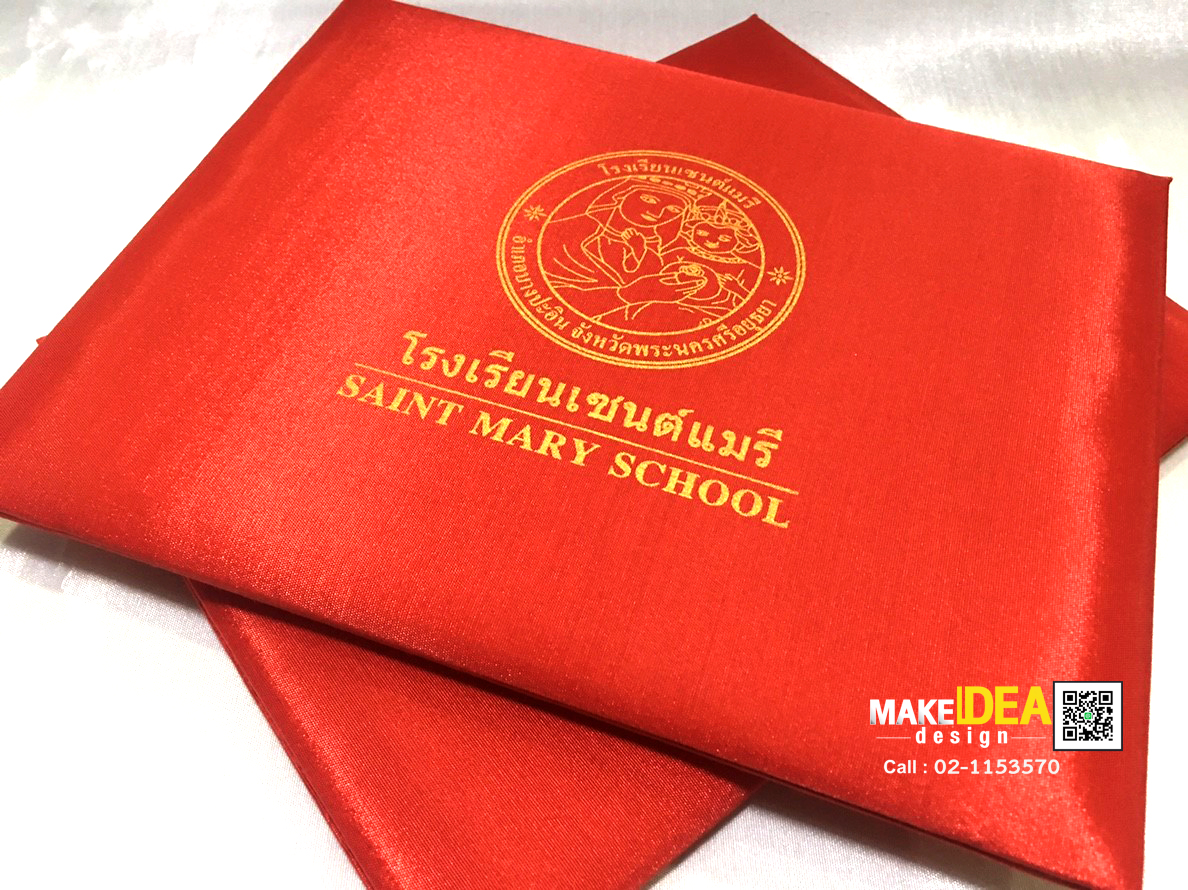 โรงเรียนเซนต์แมรี
อำเภอบางปะอิน จังหวัดพระนครศรีอยุธยา
โรงเรียนเซนต์แมรี
SAINT MARY SCHOOL
MAKE IDEA
design
Call : 02-1153570